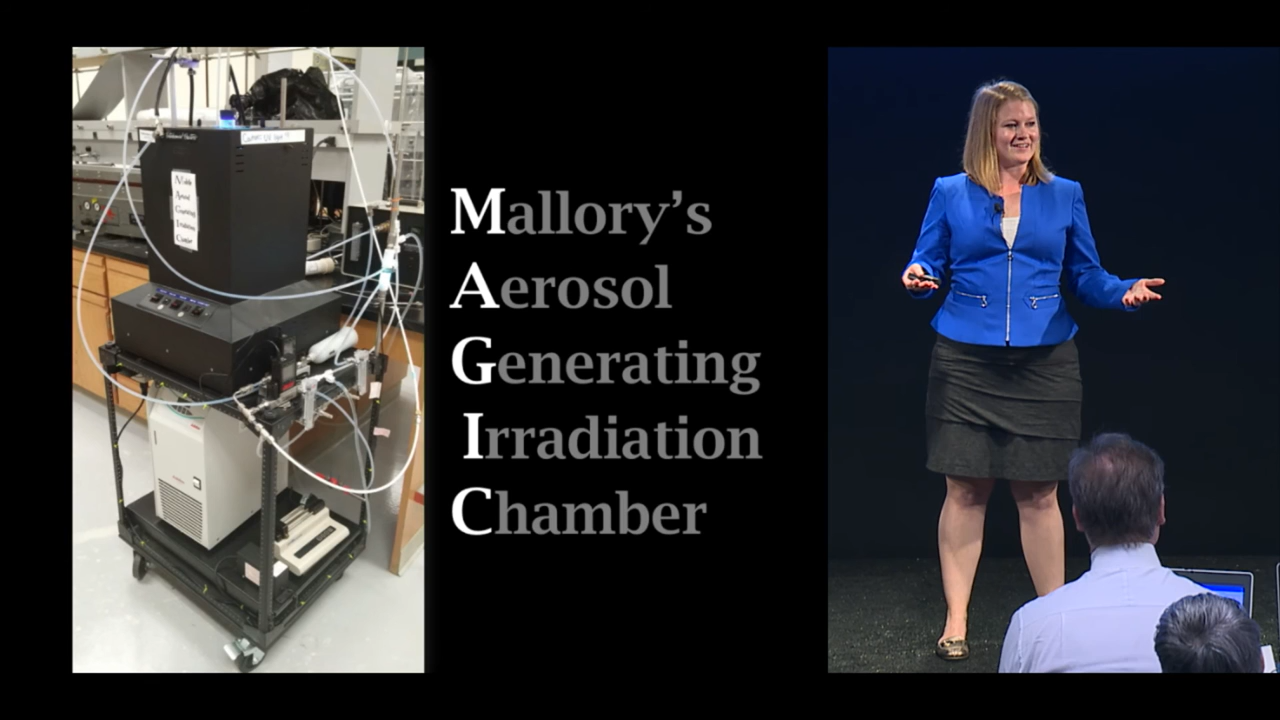 Mallory's
Aerosol
Generating
Irradiation
Chamber